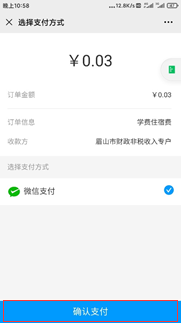 晚上10:58 ...12.8K/s
选择支付方式
￥0.03
订单金额 ￥0.03
订单信息 学费住宿费
收款方 眉山市财政非税收入专户
选择支付方式
微信支付
确认支付